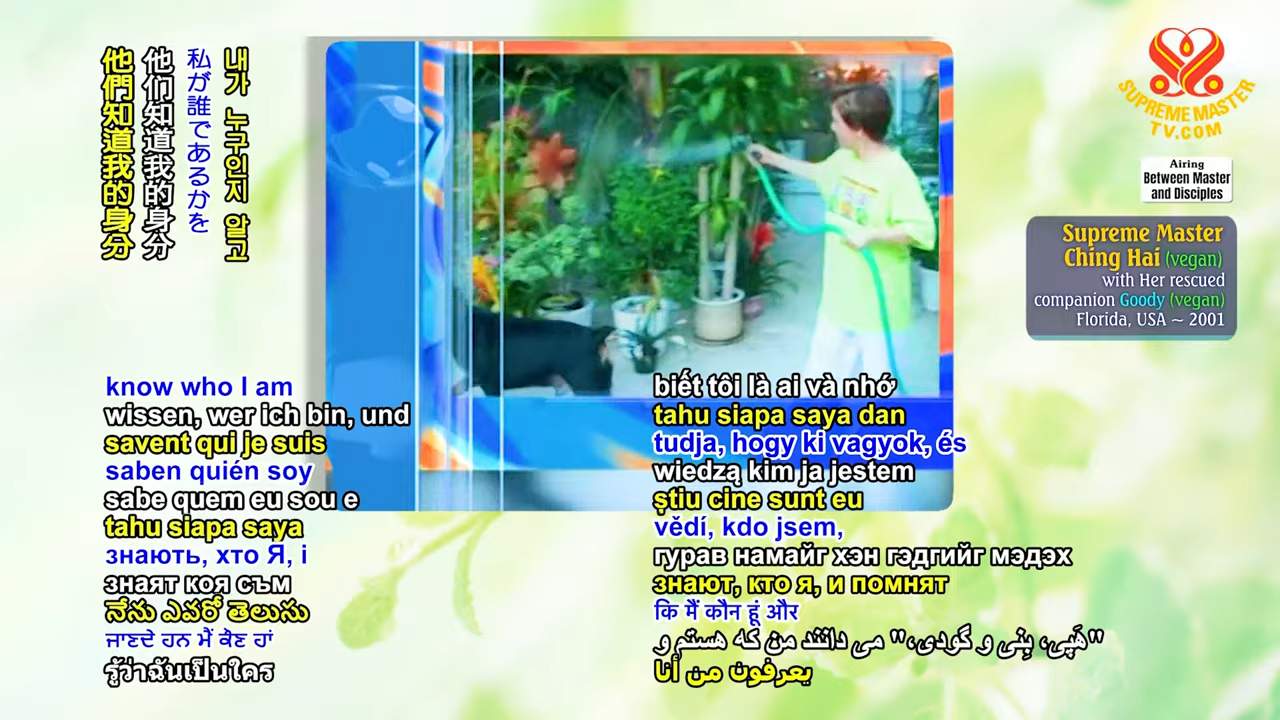 他們知道我的身分
他们知道我的身分
私が誰であるかを
내가 누구인지 알고
SUPREME MASTER
TV.COM
Airing
Between Master
and Disciples
Supreme Master
Ching Hai (vegan)
with Her rescued
companion Goody (vegan)
Florida, USA ~ 2001
know who I am
wissen, wer ich bin, und
savent qui je suis
saben quién soy
sabe quem eu sou e
tahu siapa saya
знають, хто Я, і
знаят коя съм
నేను ఎవరో తెలుసు
ਜਾਣਦੇ ਹਨ ਮੈਂ ਕੌਣ ਹਾਂ
รู้ว่าฉันเป็นใคร
biết tôi là ai và nhớ
tahu siapa saya dan
tudja, hogy ki vagyok, és
wiedzą kim ja jestem
știu cine sunt eu
vědí, kdo jsem,
гурав намайг хэн гэдгийг мэдэх
знают, кто я, и помнят
कि मैं कौन हूं और
"هَپی، بِنی و گودی،" می دانند من که هستم و
يعرفون من أنا